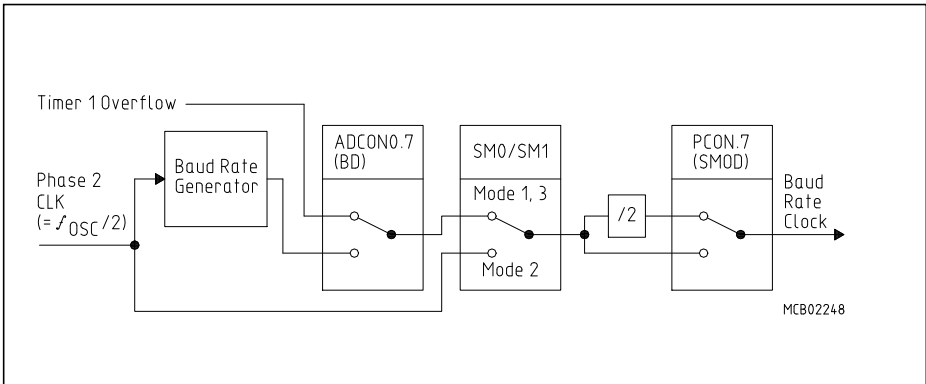 Timer 1 Overflow
Phase 2
CLK
(= fOSC/2)
Baud Rate
Generator
ADCON0.7
(BD)
SM0/SM1
Mode 1, 3
Mode 2
/2
PCON.7
(SMOD)
Baud
Rate
Clock
MCB02248